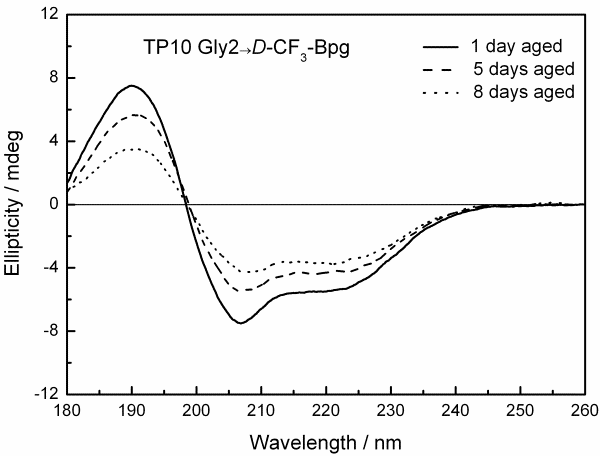 TP10 Gly2→D-CF3-Bpg
1 day aged
5 days aged
8 days aged
Ellipticity / mdeg
12
8
4
0
-4
-8
-12
180 190 200 210 220 230 240 250 260
Wavelength / nm